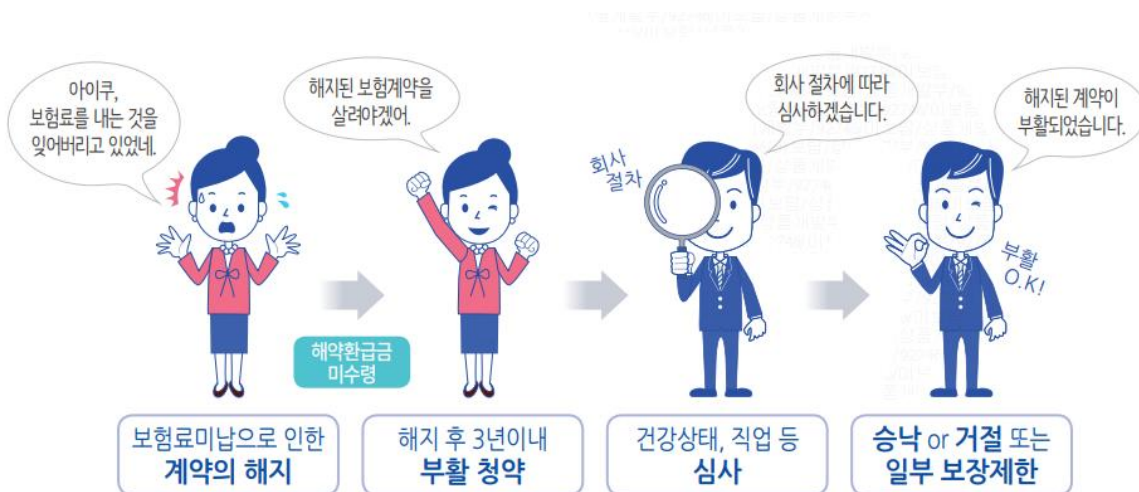 아이쿠,
보험료를 내는 것을
잊어버리고 있었네.
해지된 보험계약을
살려야겠어.
회사 절차에 따라
심사하겠습니다.
해지된 계약이
부활되었습니다.
회사
절차
부활
O.K!
해약환급금
미수령
보험료미납으로 인한
계약의 해지
해지 후 3년이내
부활 청약
건강상태, 직업 등
심사
승낙 or 거절 또는
일부 보장제한